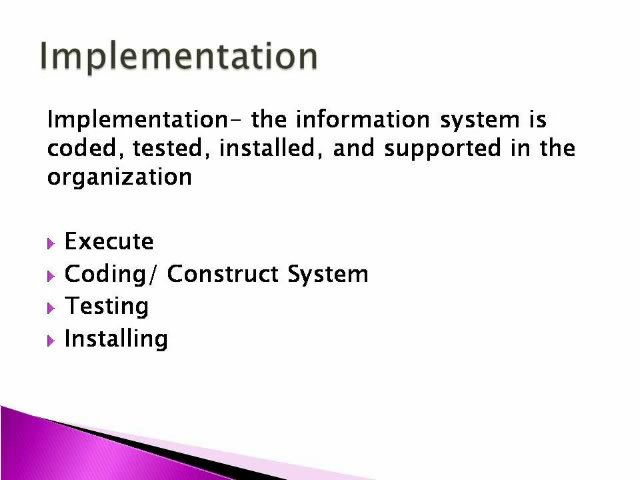 Implementation
Implementation- the information system is
coded, tested, installed, and supported in the
organization
Execute
Coding/ Construct System
Testing
Installing